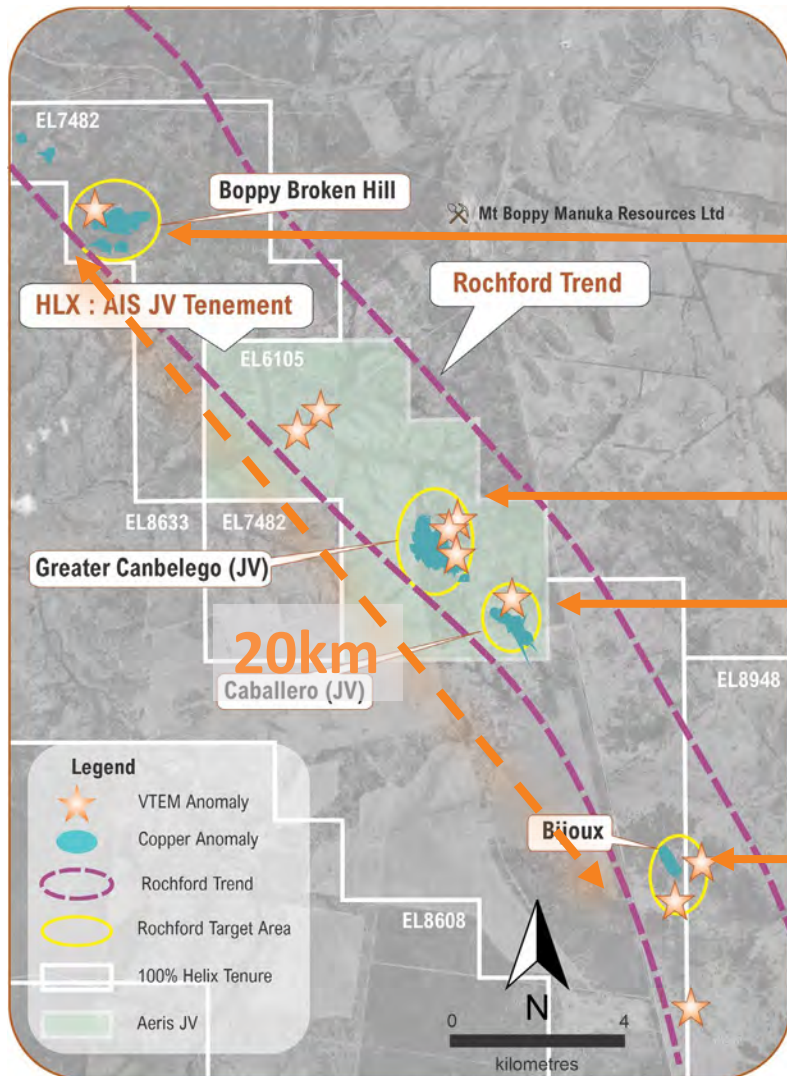 EL7482
Boppy Broken Hill
Mt Boppy Manuka Resources Ltd
Rochford Trend
HLX : AIS JV Tenement
EL6105
EL8633
EL7482
Greater Canbelego (JV)
20km
Caballero (JV)
EL8948
Legend
VTEM Anomaly
Copper Anomaly
Rochford Trend
Rochford Target Area
100% Helix Tenure
Aeris JV
Bijoux
EL8608
N
0 4
kilometres